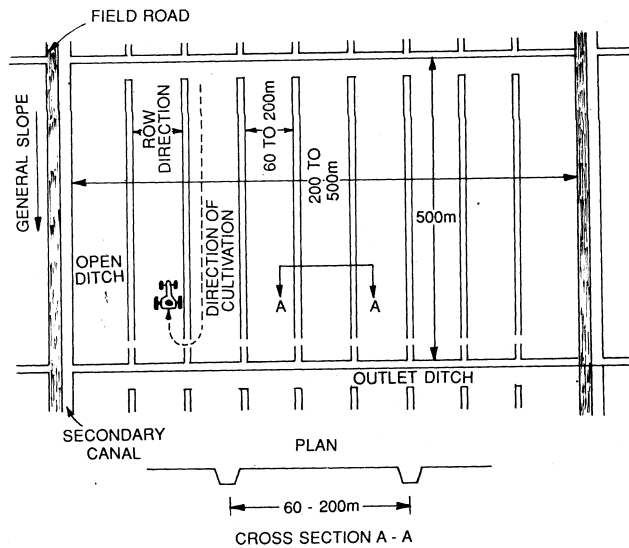 FIELD ROAD
GENERAL SLOPE
ROW
DIRECTION
60 TO 200m
200 TO
500m
500m
OPEN
DITCH
DIRECTION OF
CULTIVATION
A
A
OUTLET DITCH
SECONDARY
CANAL
PLAN
60 - 200m
CROSS SECTION A - A